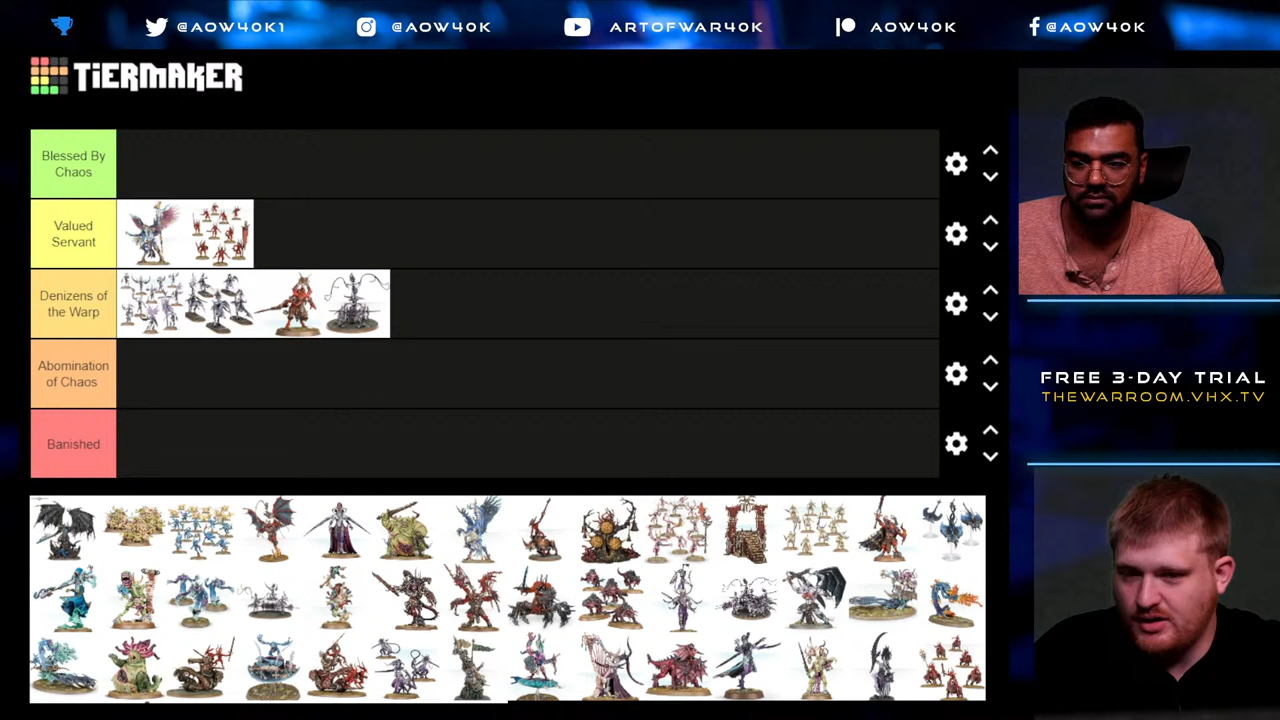 @AOW40K1
@AOW40K
ARTOFWAR40K
AOW40K
@AOW40K
TiERMAKER
Blessed By
Chaos
Valued
Servant
Denizens of
the Warp
Abomination
of Chaos
Banished
FREE 3-DAY TRIAL
THEWARROOM.VHX.TV